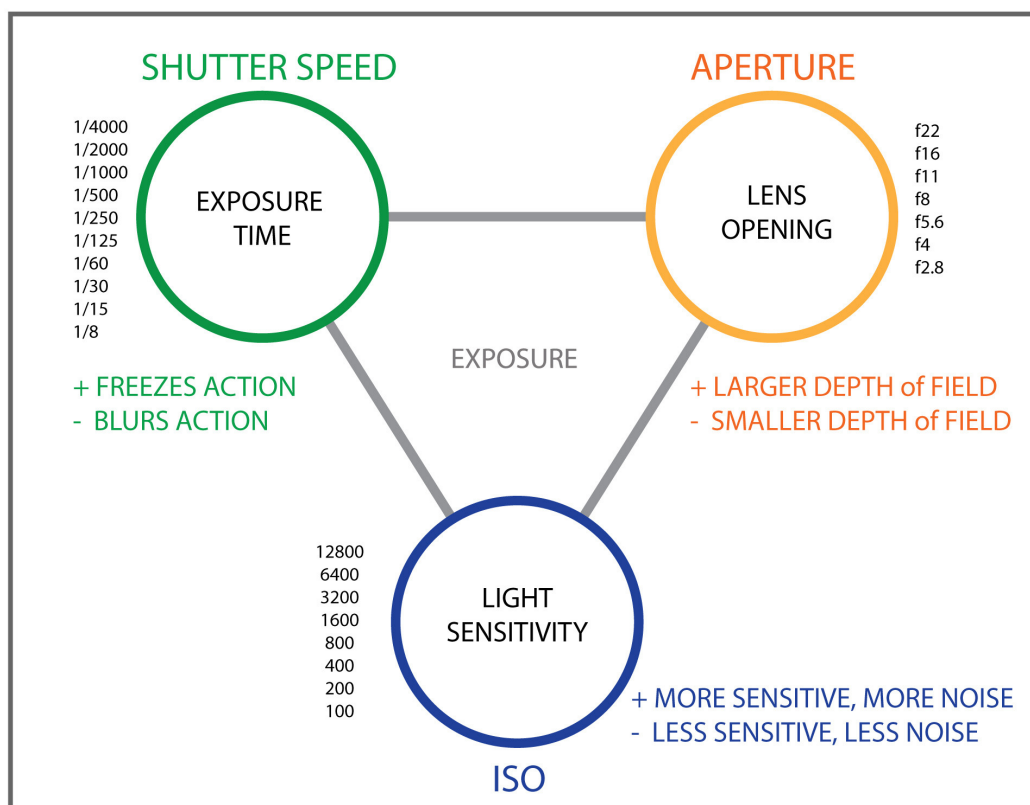 SHUTTER SPEED
1/4000
1/2000
1/1000
1/500
1/250
1/125
1/60
1/30
1/15
1/8
EXPOSURE
TIME
+ FREEZES ACTION
- BLURS ACTION
APERTURE
LENS
OPENING
f22
f16
f11
f8
f5.6
f4
f2.8
+ LARGER DEPTH of FIELD
- SMALLER DEPTH of FIELD
EXPOSURE
12800
6400
3200
1600
800
400
200
100
LIGHT
SENSITIVITY
+ MORE SENSITIVE, MORE NOISE
- LESS SENSITIVE, LESS NOISE
ISO